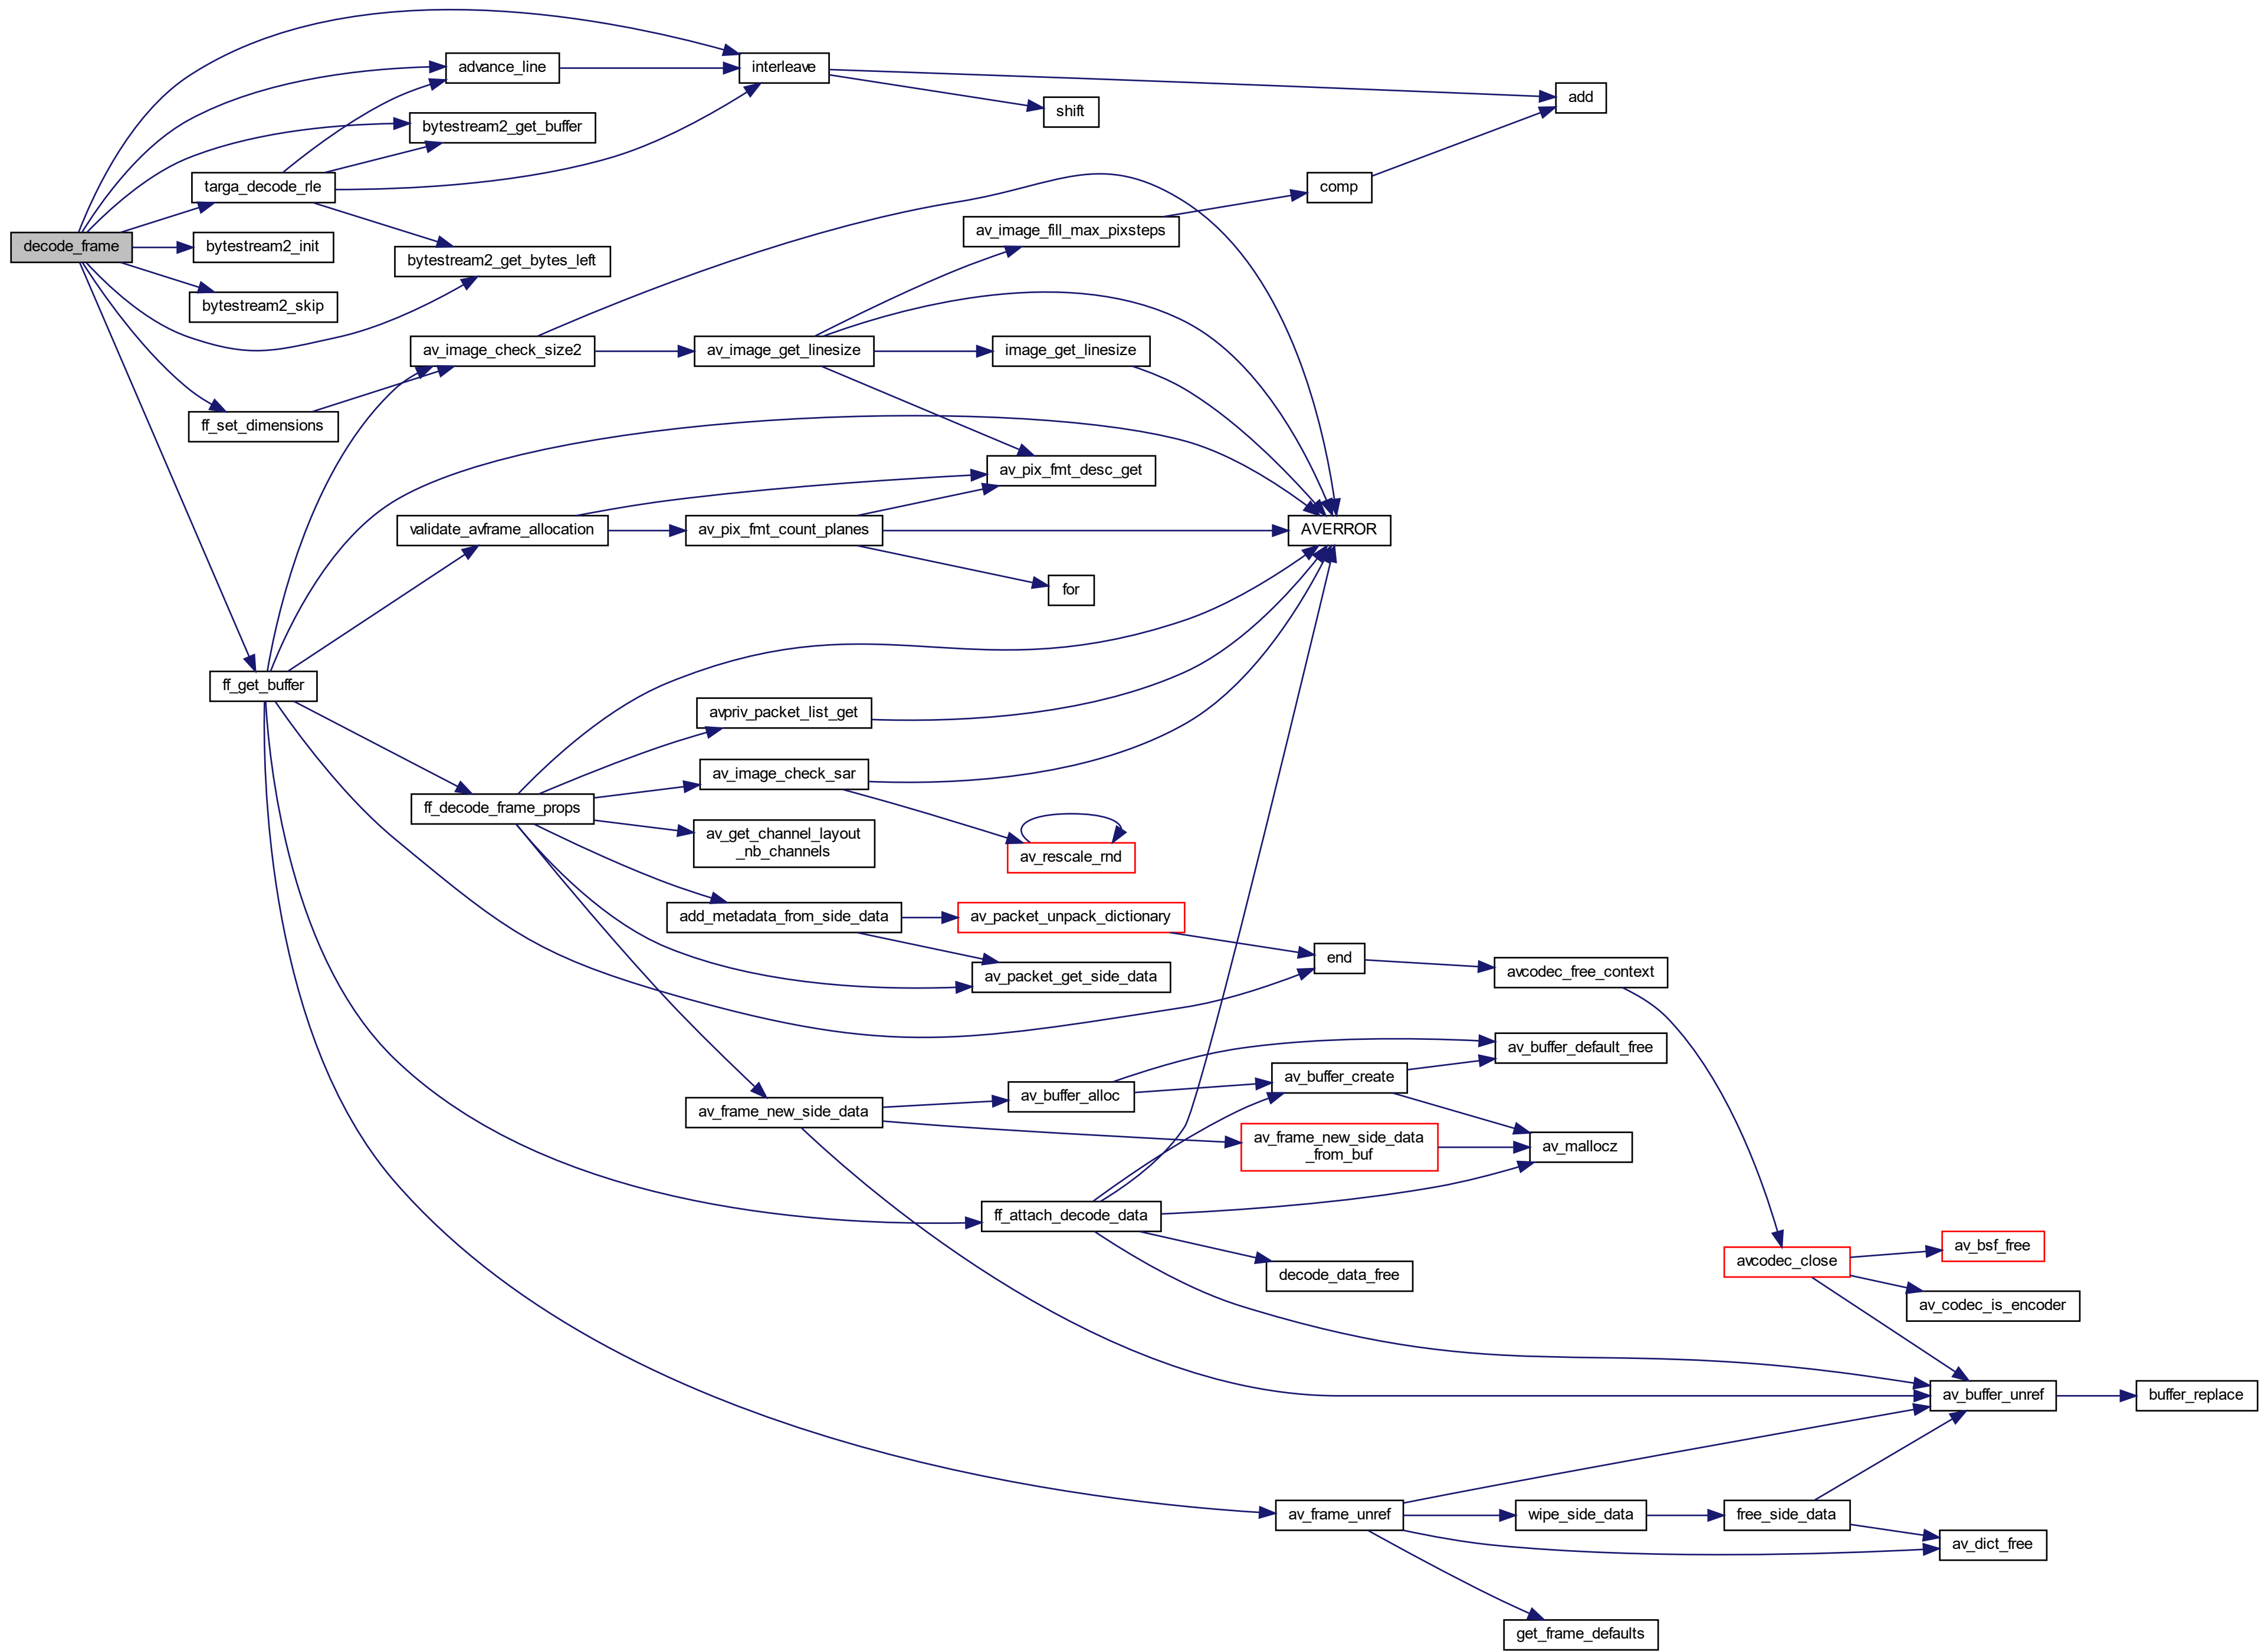 decode_frame
advance_line
bytestream2_get_buffer
targa_decode_rle
bytestream2_init
bytestream2_get_bytes_left
bytestream2_skip
av_image_check_size2
ff_set_dimensions
validate_avframe_allocation
ff_get_buffer
ff_decode_frame_props
interleave
shift
add
comp
av_image_fill_max_pixsteps
av_image_get_linesize
image_get_linesize
av_pix_fmt_desc_get
av_pix_fmt_count_planes
AVERROR
for
avpriv_packet_list_get
av_image_check_sar
av_get_channel_layout
_nb_channels
av_rescale_rnd
add_metadata_from_side_data
av_packet_unpack_dictionary
av_packet_get_side_data
end
avcodec_free_context
av_buffer_default_free
av_buffer_create
av_buffer_alloc
av_frame_new_side_data
av_frame_new_side_data
_from_buf
av_mallocz
ff_attach_decode_data
decode_data_free
avcodec_close
av_bsf_free
av_codec_is_encoder
av_buffer_unref
buffer_replace
av_frame_unref
wipe_side_data
free_side_data
av_dict_free
get_frame_defaults